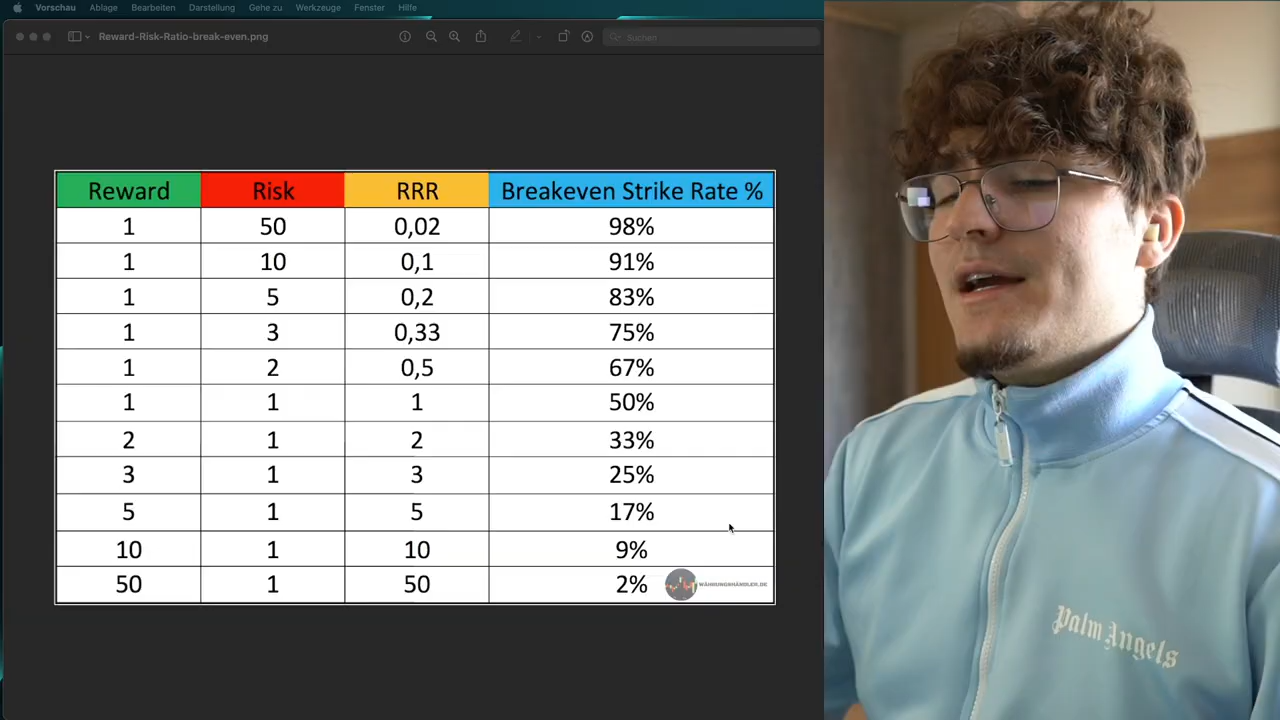 Vorschau Ablage Bearbeiten Darstellung Gehe zu Werkzeuge Fenster Hilfe
Reward-Risk-Ratio-break-even.png
Suchen
Reward Risk RRR Breakeven Strike Rate %
1 50 0,02 98%
1 10 0,1 91%
1 5 0,2 83%
1 3 0,33 75%
1 2 0,5 67%
1 1 1 50%
2 1 2 33%
3 1 3 25%
5 1 5 17%
10 1 10 9%
50 1 50 2%
WÄHRUNGSHÄNDLER.DE
Palm Angels